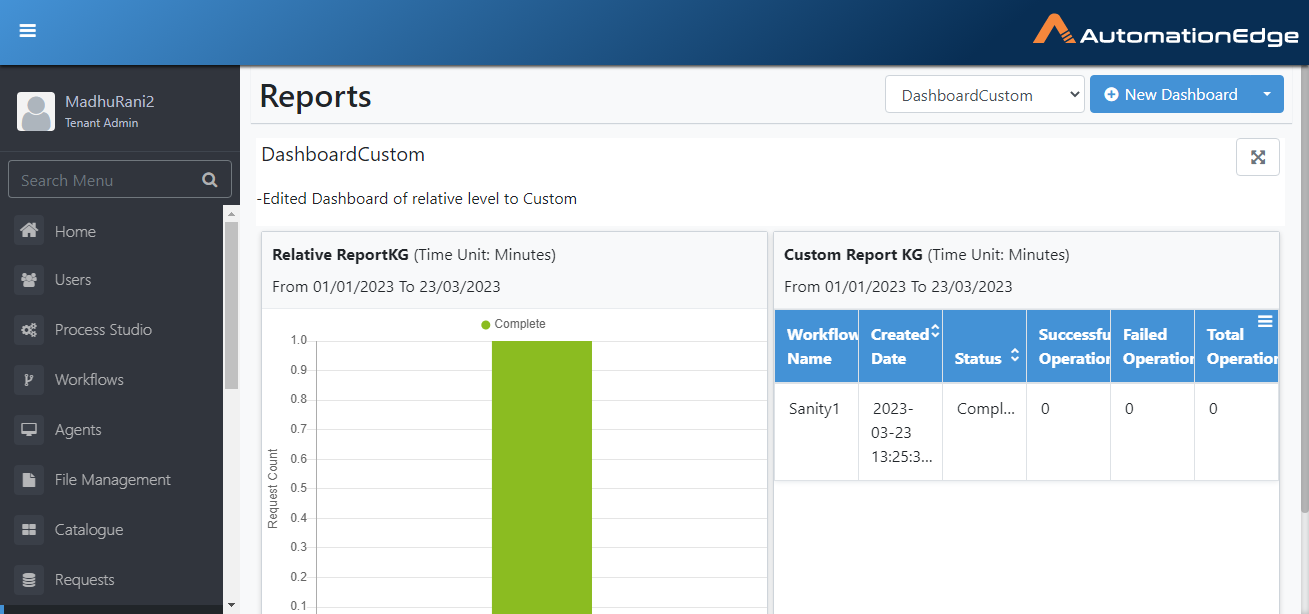 AutomationEdge
MadhuRani2
Tenant Admin
Search Menu
Home
Users
Process Studio
Workflows
Agents
File Management
Catalogue
Requests
Reports
DashboardCustom
New Dashboard
DashboardCustom
-Edited Dashboard of relative level to Custom
Relative ReportKG (Time Unit: Minutes)
From 01/01/2023 To 23/03/2023
Complete
1.0
0.9
0.8
0.7
0.6
0.5
0.4
0.3
0.2
0.1
Request Count
Custom Report KG (Time Unit: Minutes)
From 01/01/2023 To 23/03/2023
Workflow
Name
Created
Date
Status
Successfu
Operation
Failed
Operation
Total
Operation
Sanity1
2023-
03-23
13:25:3...
Compl...
0
0
0